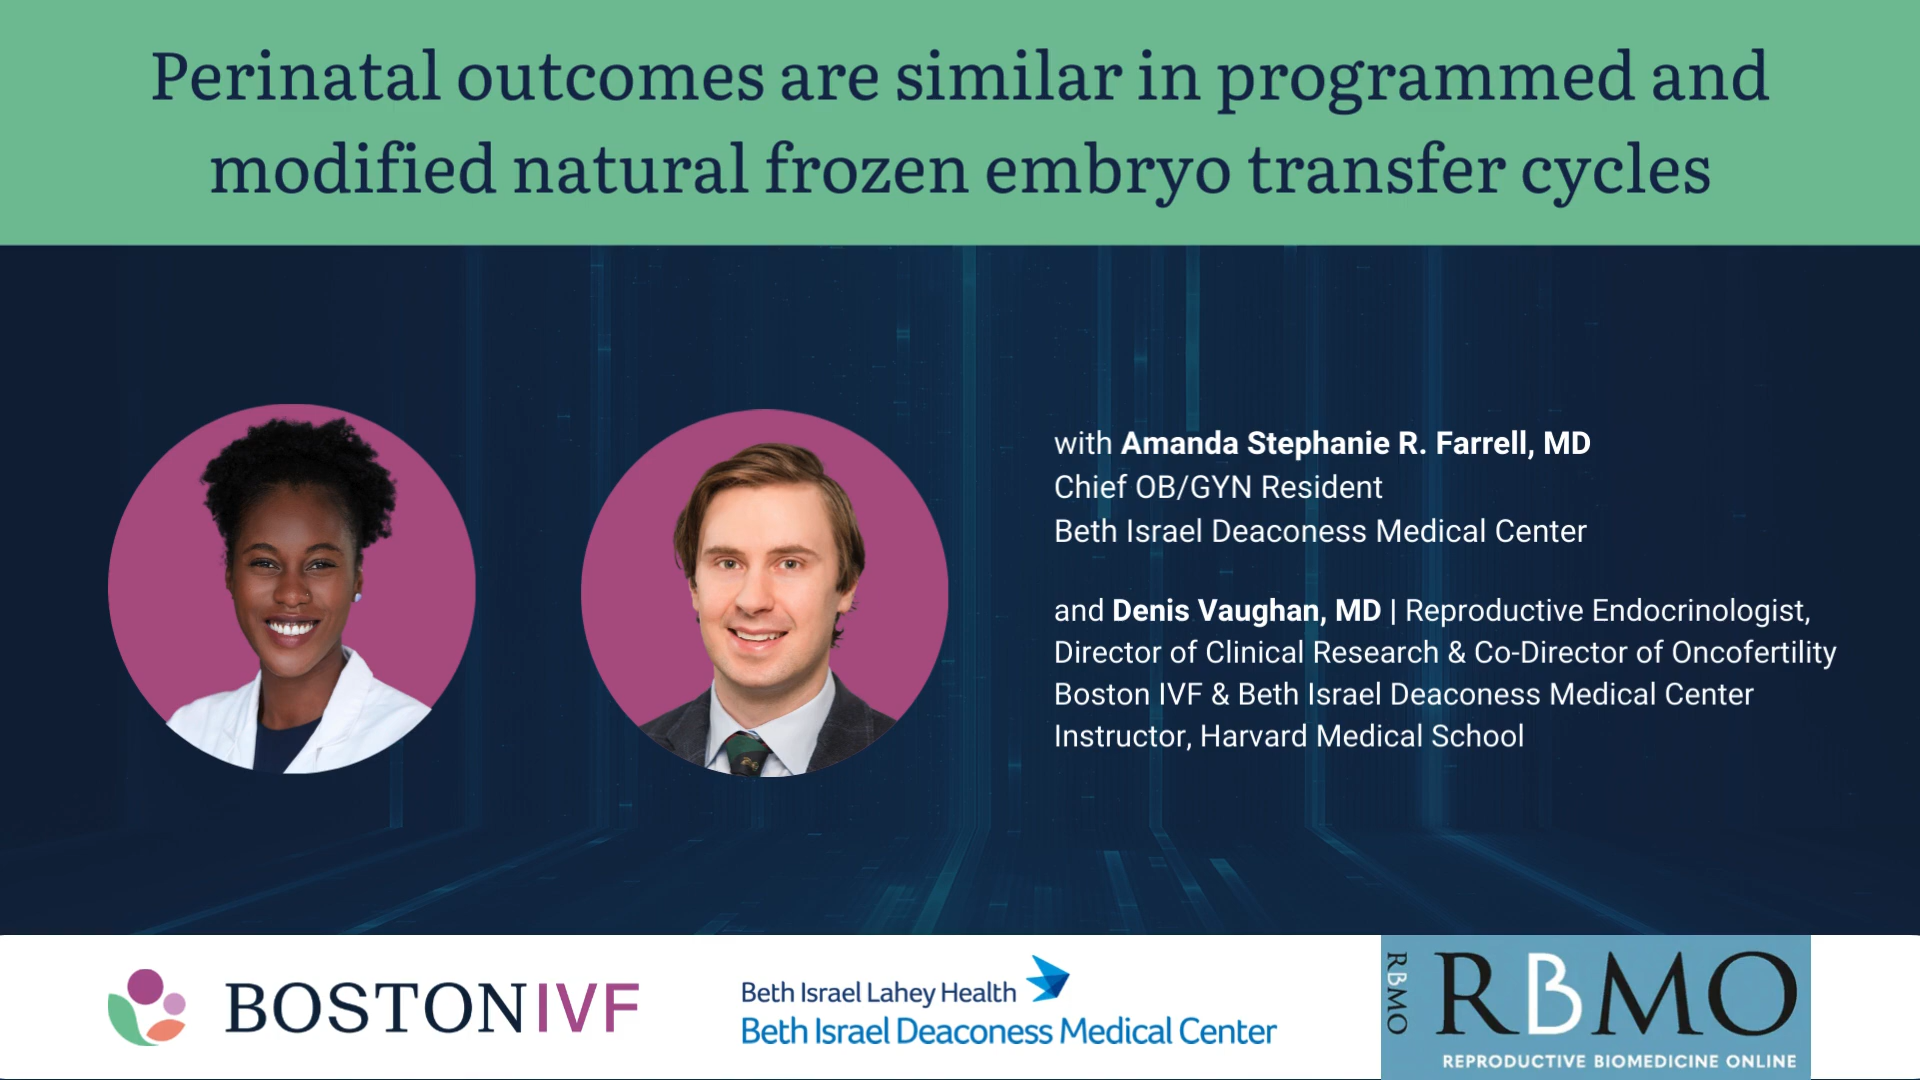 Perinatal outcomes are similar in programmed and
modified natural frozen embryo transfer cycles
with Amanda Stephanie R. Farrell, MD
Chief OB/GYN Resident
Beth Israel Deaconess Medical Center
and Denis Vaughan, MD | Reproductive Endocrinologist,
Director of Clinical Research & Co-Director of Oncofertility
Boston IVF & Beth Israel Deaconess Medical Center
Instructor, Harvard Medical School
BOSTON IVF
Beth Israel Lahey Health
Beth Israel Deaconess Medical Center
RBMO
RBMO
REPRODUCTIVE BIOMEDICINE ONLINE